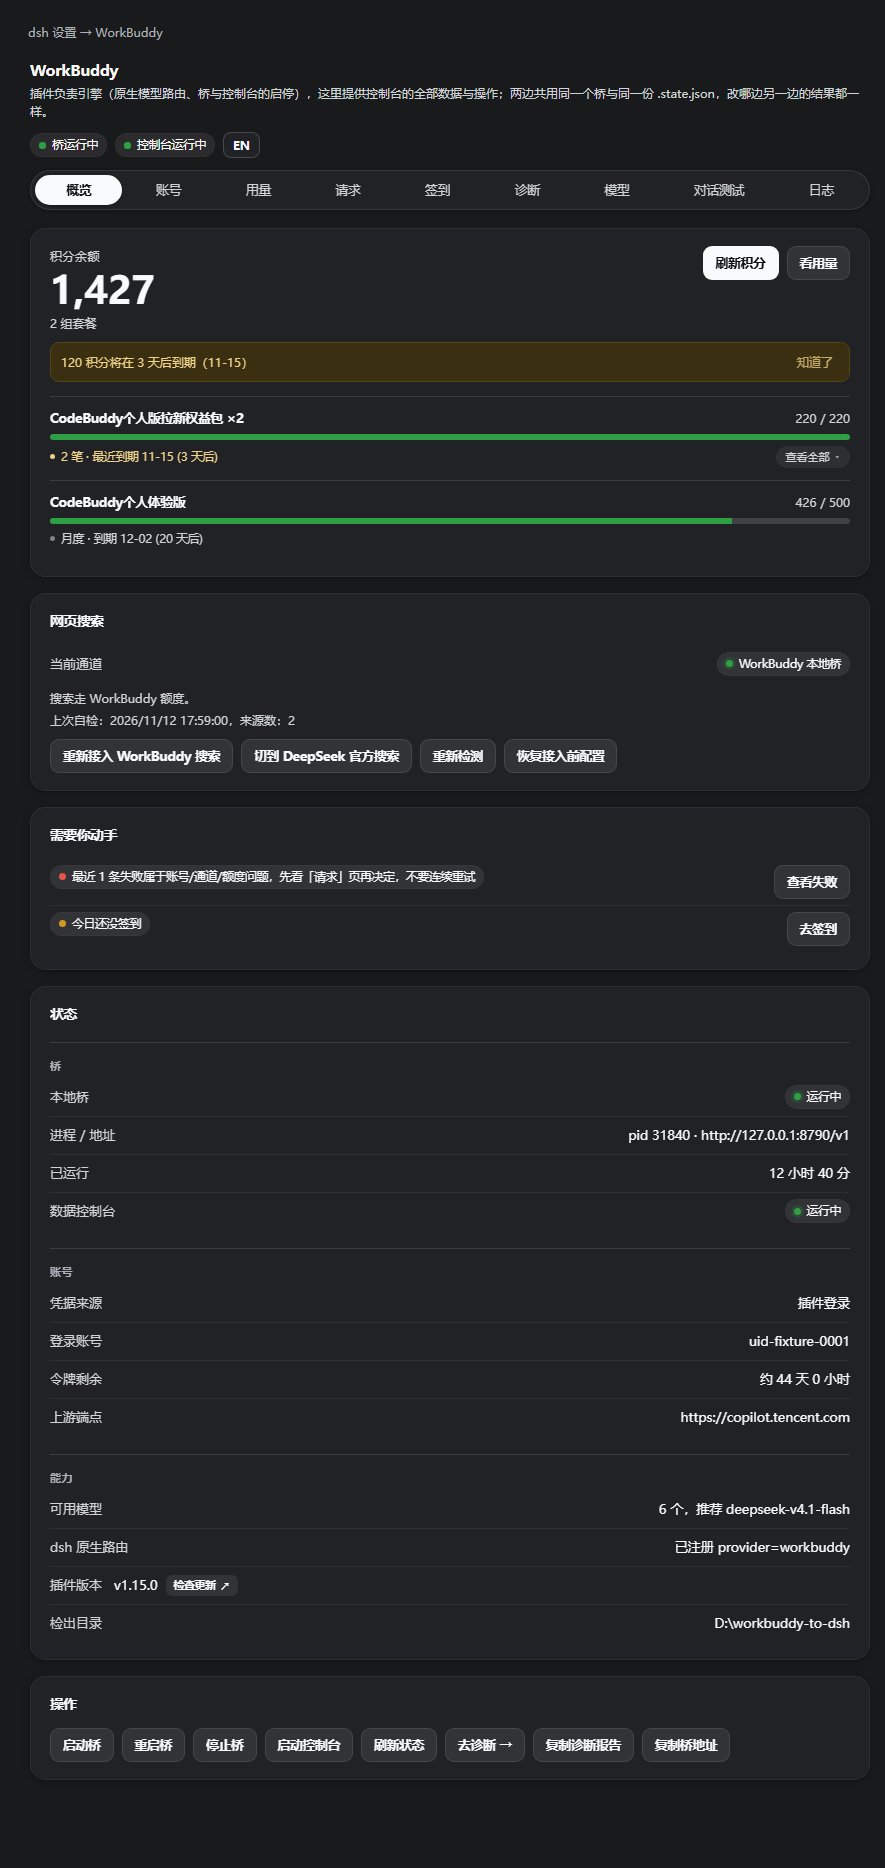 dsh 设置 → WorkBuddy
WorkBuddy
插件负责引擎（原生模型路由、桥与控制台的启停），这里提供控制台的全部数据与操作；两边共用同一个桥与同一份 .state.json，改哪边另一边的结果都一
样。
桥运行中 控制台运行中 EN
概览 账号 用量 请求 签到 诊断 模型 对话测试 日志
积分余额
刷新积分 看用量
1,427
2 组套餐
120 积分将在 3 天后到期（11-15） 知道了
CodeBuddy个人版拉新权益包 ×2 220 / 220
2 笔 · 最近到期 11-15 (3 天后) 查看全部
CodeBuddy个人体验版 426 / 500
月度 · 到期 12-02 (20 天后)
网页搜索
当前通道 WorkBuddy 本地桥
搜索走 WorkBuddy 额度。
上次自检：2026/11/12 17:59:00，来源数：2
重新接入 WorkBuddy 搜索 切到 DeepSeek 官方搜索 重新检测 恢复接入前配置
需要你动手
最近 1 条失败属于账号/通道/额度问题，先看「请求」页再决定，不要连续重试 查看失败
今日还没签到 去签到
状态
桥
本地桥 运行中
进程 / 地址 pid 31840 · http://127.0.0.1:8790/v1
已运行 12 小时 40 分
数据控制台 运行中
账号
凭据来源 插件登录
登录账号 uid-fixture-0001
令牌剩余 约 44 天 0 小时
上游端点 https://copilot.tencent.com
能力
可用模型 6 个，推荐 deepseek-v4.1-flash
dsh 原生路由 已注册 provider=workbuddy
插件版本 v1.15.0 检查更新 ↗
检出目录 D:\workbuddy-to-dsh
操作
启动桥 重启桥 停止桥 启动控制台 刷新状态 去诊断 → 复制诊断报告 复制桥地址